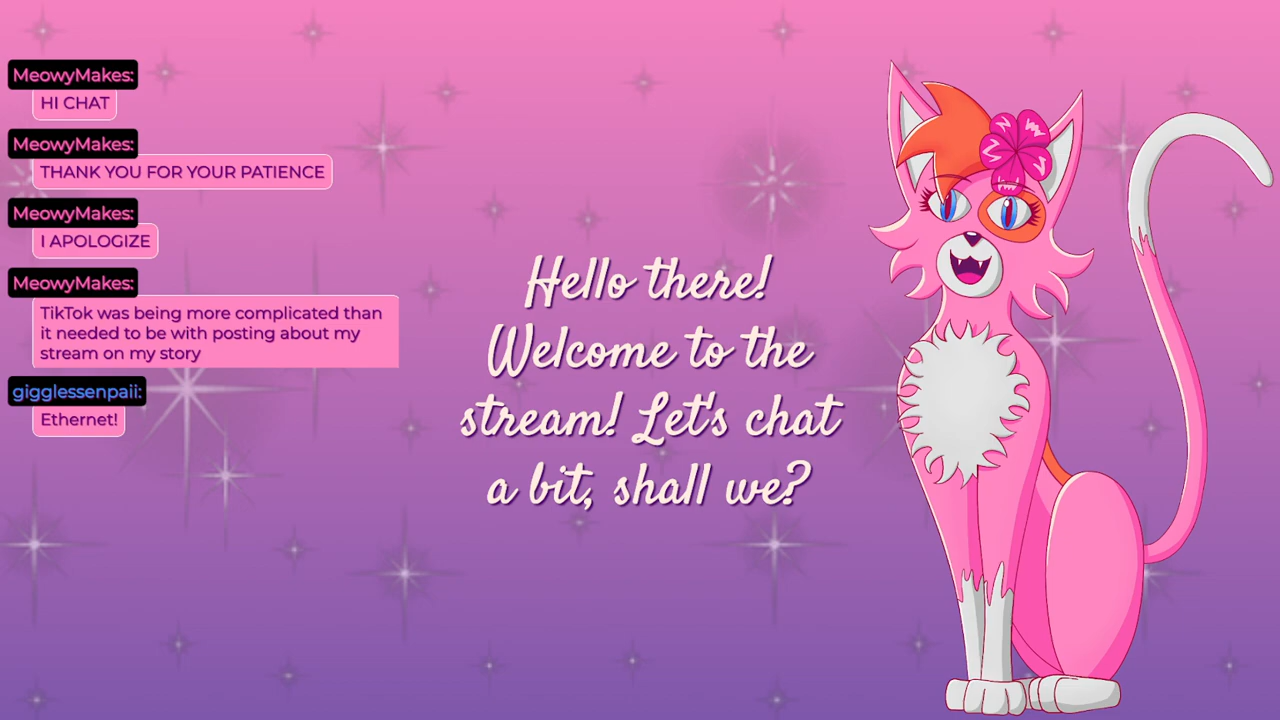 MeowyMakes:
HI CHAT
MeowyMakes:
THANK YOU FOR YOUR PATIENCE
MeowyMakes:
I APOLOGIZE
MeowyMakes:
TikTok was being more complicated than
it needed to be with posting about my
stream on my story
gigglessenpaii:
Ethernet!
Hello there!
Welcome to the
stream! Let's chat
a bit, shall we?